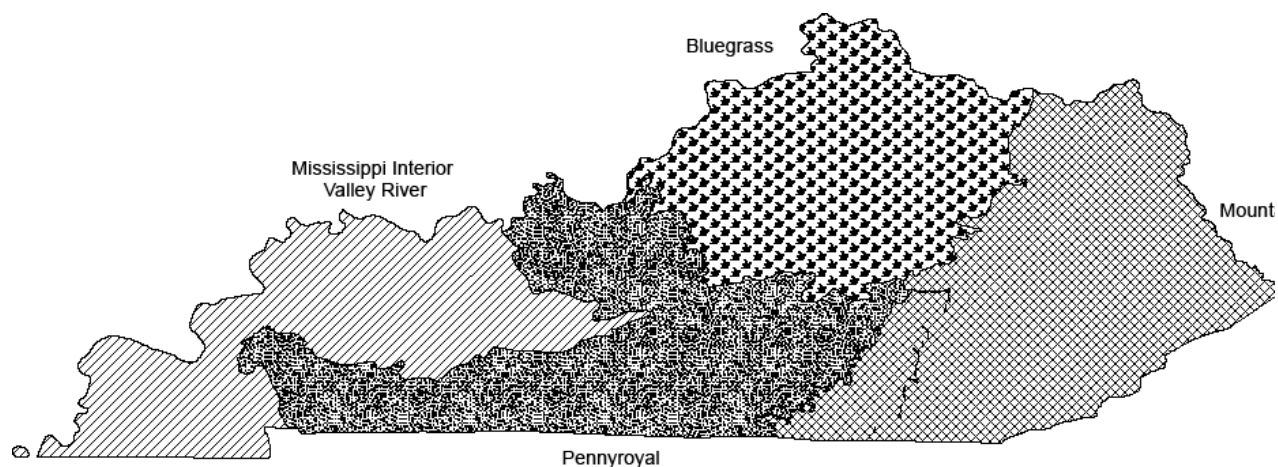 Bluegrass
Mississippi Interior
Valley River
Mount
Pennyroyal